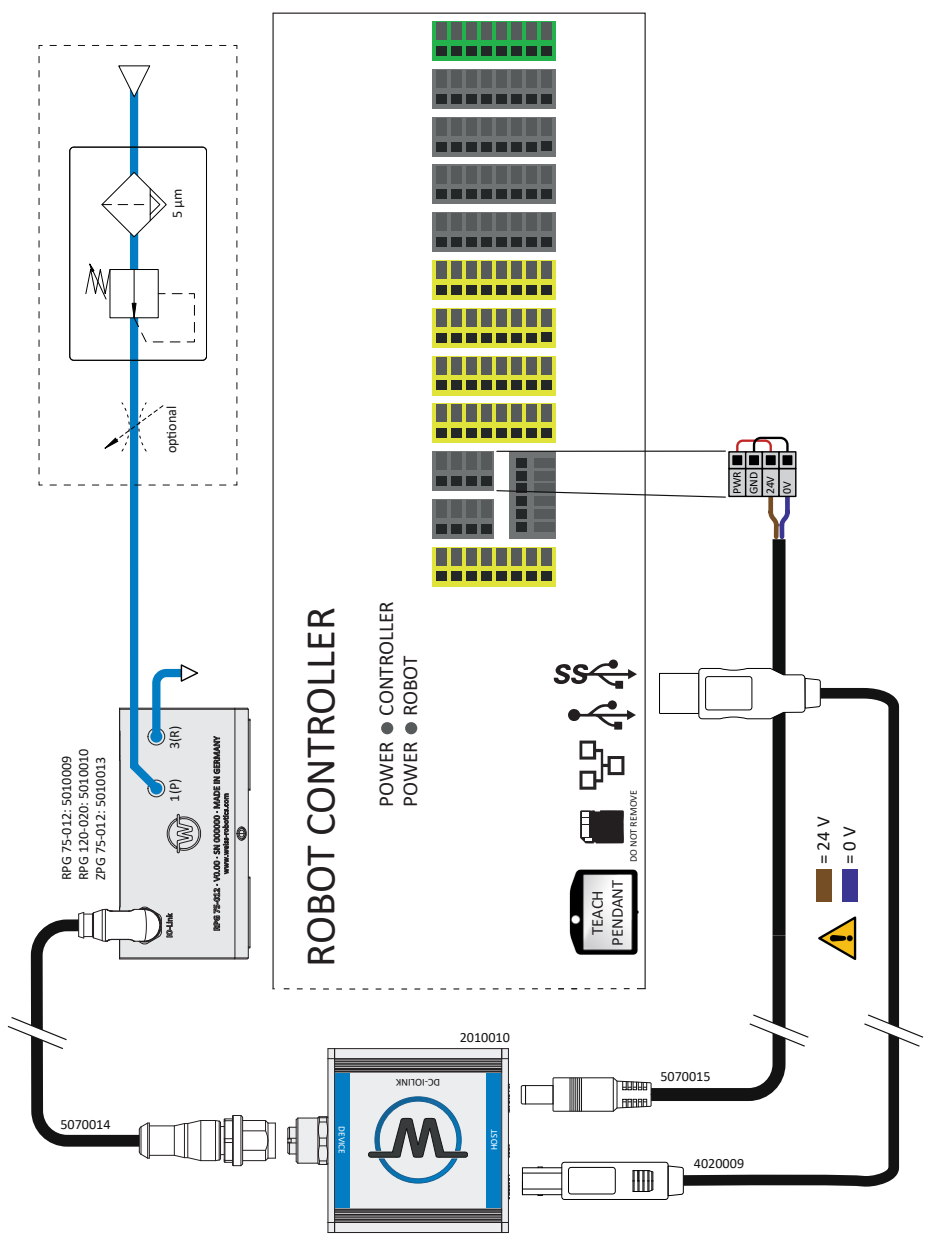 5 µm
optional
RPG 75-012: 5010009
RPG 120-020: 5010010
ZPG 75-012: 5010013
1(P)
3(R)
IO-Link
RPG 75-012 - V0.00 - SN 000000 - MADE IN GERMANY
www.weiss-robotics.com
ROBOT CONTROLLER
POWER ● CONTROLLER
POWER ● ROBOT
SS
DO NOT REMOVE
TEACH
PENDANT
PWR
GND
24V
0V
= 24 V
= 0 V
2010010
DC-IOLINK
DEVICE
HOST
W
5070014
5070015
4020009